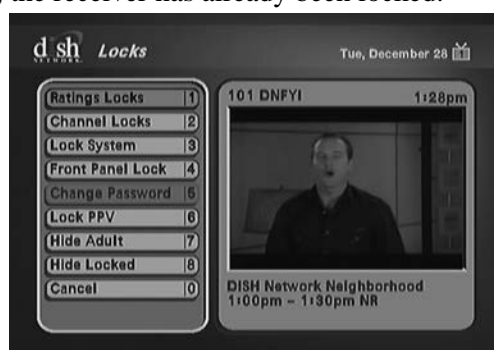 the receiver has already been locked.
dish NETWORK Locks
Tue, December 28
Ratings Locks 1
Channel Locks 2
Lock System 3
Front Panel Lock 4
Change Password 5
Lock PPV 6
Hide Adult 7
Hide Locked 8
Cancel 0
101 DNFYI 1:28pm
DISH Network Neighborhood
1:00pm - 1:30pm NR